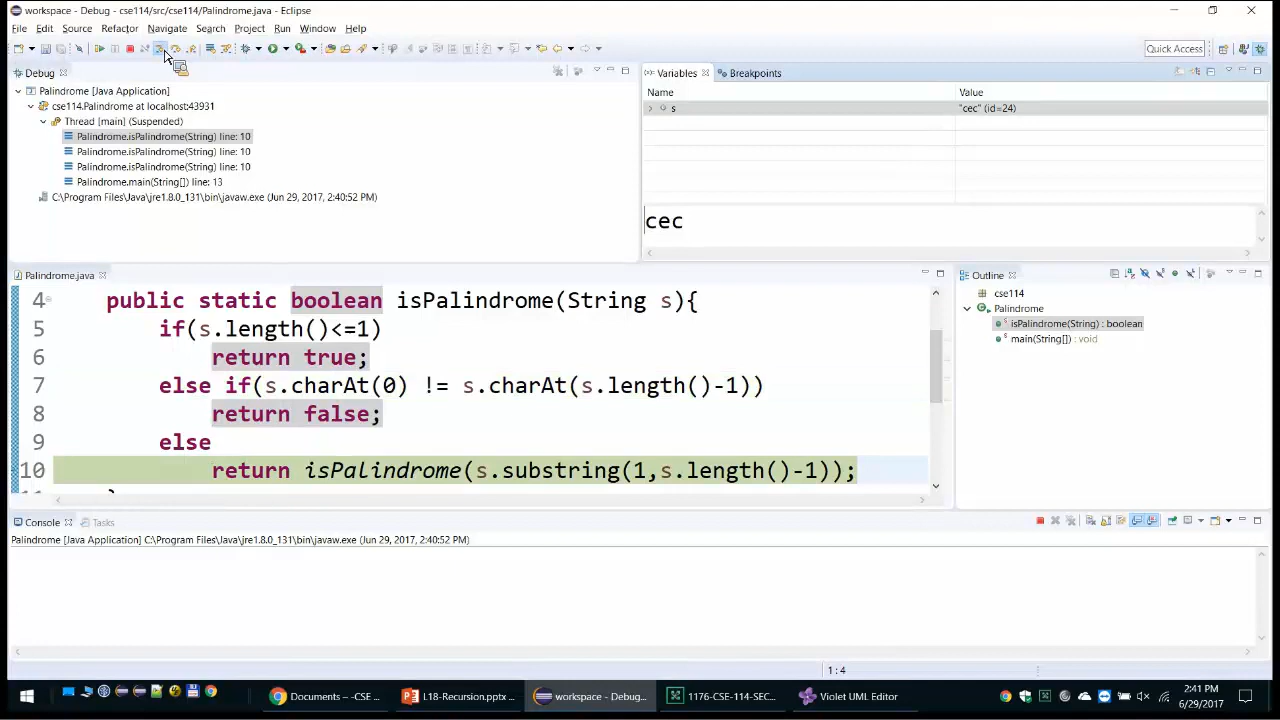 workspace - Debug - cse114/src/cse114/Palindrome.java - Eclipse
File Edit Source Refactor Navigate Search Project Run Window Help
Quick Access
Debug
Palindrome [Java Application]
cse114.Palindrome at localhost:43931
Thread [main] (Suspended)
Palindrome.isPalindrome(String) line: 10
Palindrome.isPalindrome(String) line: 10
Palindrome.isPalindrome(String) line: 10
Palindrome.main(String[]) line: 13
C:\Program Files\Java\jre1.8.0_131\bin\javaw.exe (Jun 29, 2017, 2:40:52 PM)
(x)= Variables Breakpoints
Name Value
s "cec" (id=24)
cec
Palindrome.java
4 public static boolean isPalindrome(String s){
5 if(s.length()<=1)
6 return true;
7 else if(s.charAt(0) != s.charAt(s.length()-1))
8 return false;
9 else
10 return isPalindrome(s.substring(1,s.length()-1));
Outline
cse114
Palindrome
isPalindrome(String) : boolean
main(String[]) : void
Console Tasks
Palindrome [Java Application] C:\Program Files\Java\jre1.8.0_131\bin\javaw.exe (Jun 29, 2017, 2:40:52 PM)
1 : 4
Documents – -CSE ...
L18-Recursion.pptx ...
workspace - Debug...
1176-CSE-114-SEC...
Violet UML Editor
2:41 PM
6/29/2017